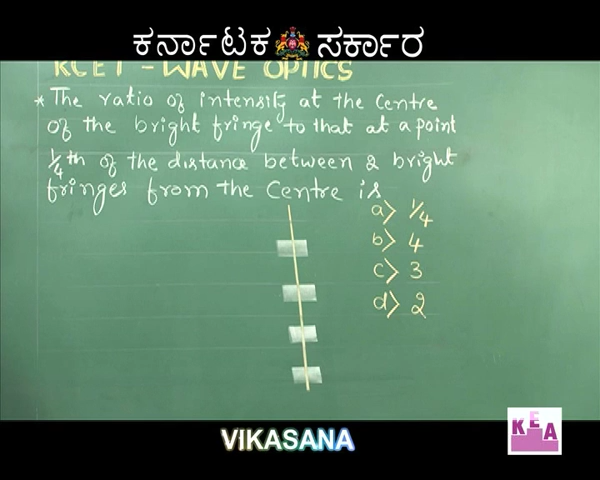 ಕರ್ನಾಟಕ ಸರ್ಕಾರ
KCET - WAVE OPTICS
* The ratio of intensity at the centre
of the bright fringe to that at a point
1/4 th of the distance between 2 bright
fringes from the Centre is
a> 1/4
b> 4
c> 3
d> 2
KEA
VIKASANA